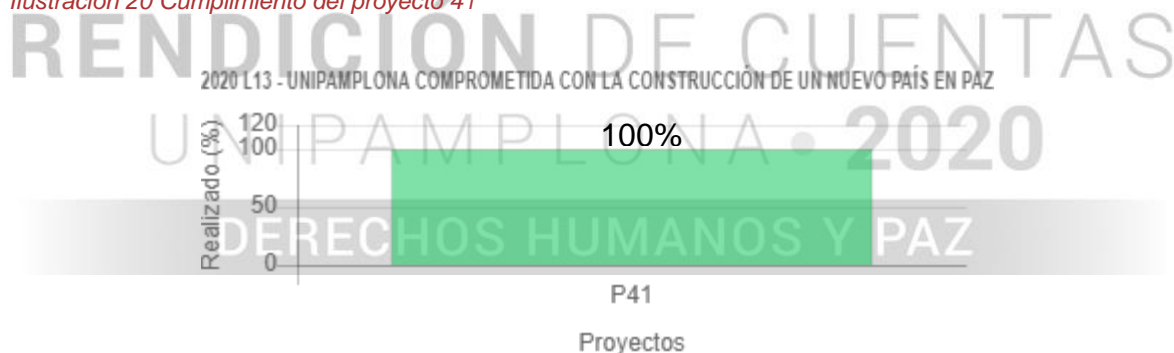 Ilustración 20 Cumplimiento del proyecto 41
RENDICIÓN DE CUENTAS
2020 L13 - UNIPAMPLONA COMPROMETIDA CON LA CONSTRUCCIÓN DE UN NUEVO PAÍS EN PAZ
UNIPAMPLONA • 2020
120
100%
100
Realizado (%)
50
DERECHOS HUMANOS Y PAZ
0
P41
Proyectos